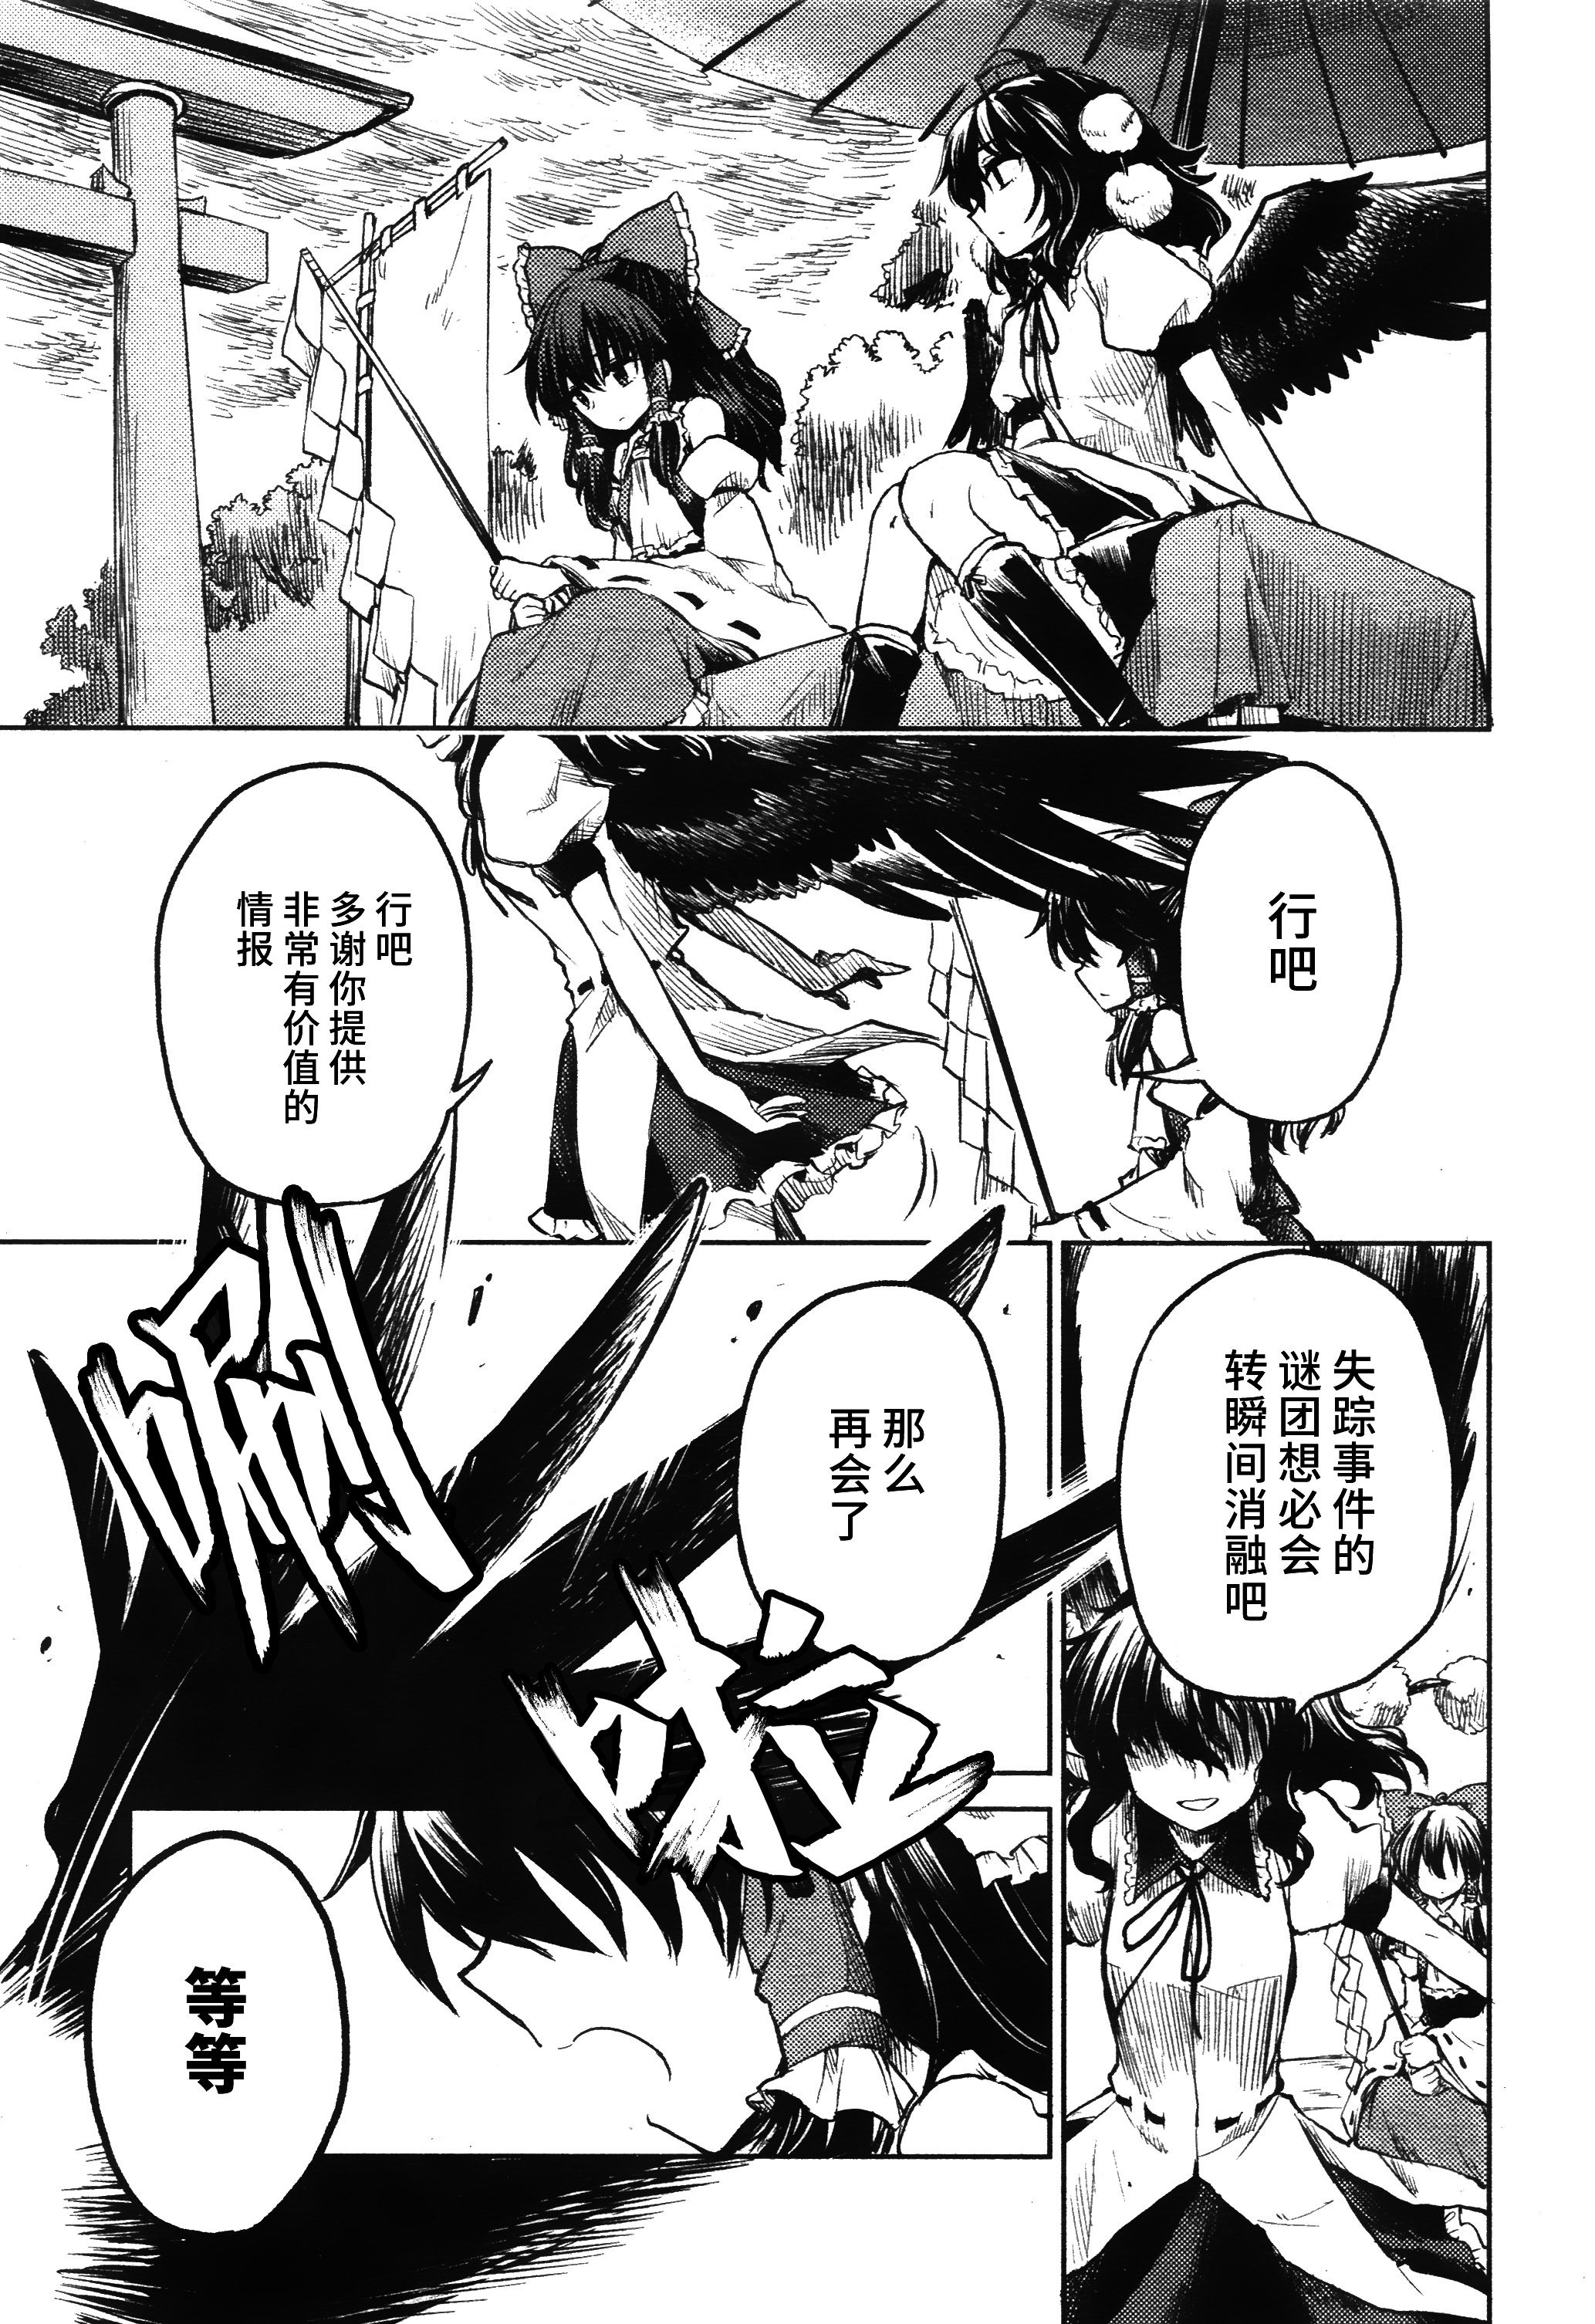 行吧
行吧
多谢你提供
非常有价值的
情报
失踪事件的
谜团想必会
转瞬间消融吧
那么
再会了
唰
啦
等等